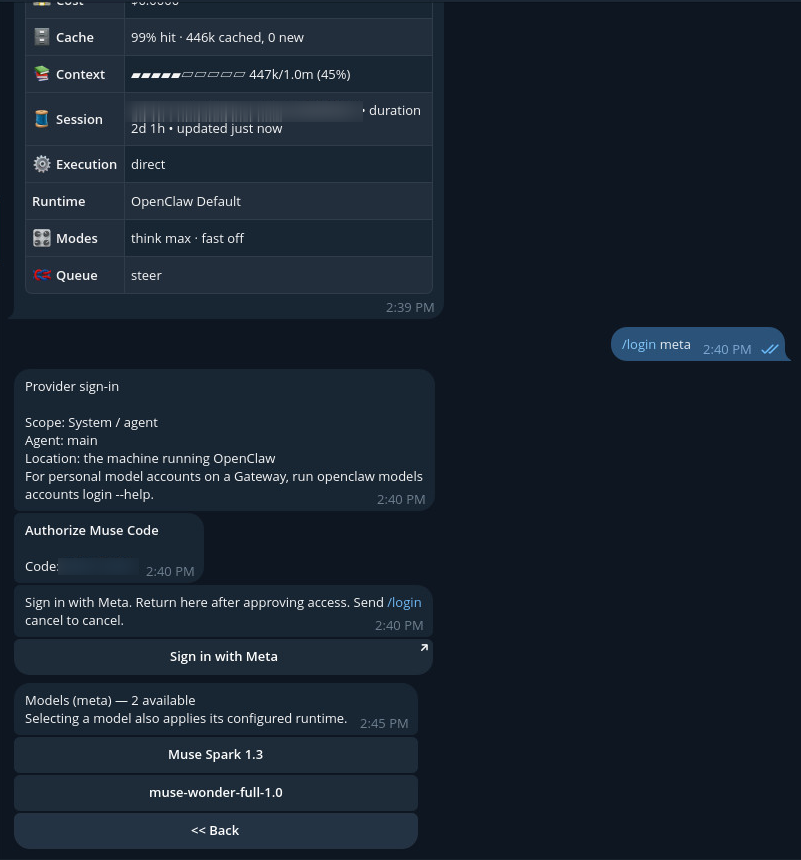 Cost $0.0000
Cache 99% hit · 446k cached, 0 new
Context ▰▰▰▰▰▱▱▱▱▱ 447k/1.0m (45%)
Session • duration
2d 1h • updated just now
Execution direct
Runtime OpenClaw Default
Modes think max · fast off
Queue steer
2:39 PM
/login meta 2:40 PM
Provider sign-in
Scope: System / agent
Agent: main
Location: the machine running OpenClaw
For personal model accounts on a Gateway, run openclaw models
accounts login --help.
2:40 PM
Authorize Muse Code
Code:
2:40 PM
Sign in with Meta. Return here after approving access. Send /login
cancel to cancel.
2:40 PM
Sign in with Meta
Models (meta) — 2 available
Selecting a model also applies its configured runtime. 2:45 PM
Muse Spark 1.3
muse-wonder-full-1.0
<< Back